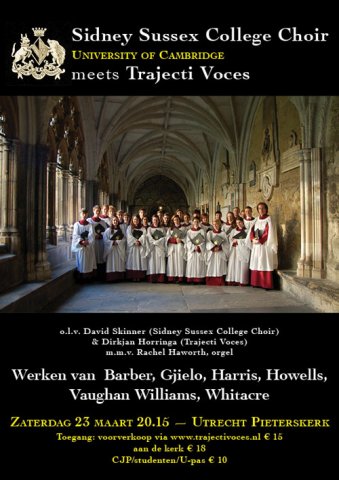 Sidney Sussex College Choir
University of Cambridge
meets Trajecti Voces
o.l.v. David Skinner (Sidney Sussex College Choir)
& Dirkjan Horringa (Trajecti Voces)
m.m.v. Rachel Haworth, orgel
Werken van Barber, Gjielo, Harris, Howells,
Vaughan Williams, Whitacre
Zaterdag 23 maart 20.15 — Utrecht Pieterskerk
Toegang: voorverkoop via www.trajectivoces.nl € 15
aan de kerk € 18
CJP/studenten/U-pas € 10